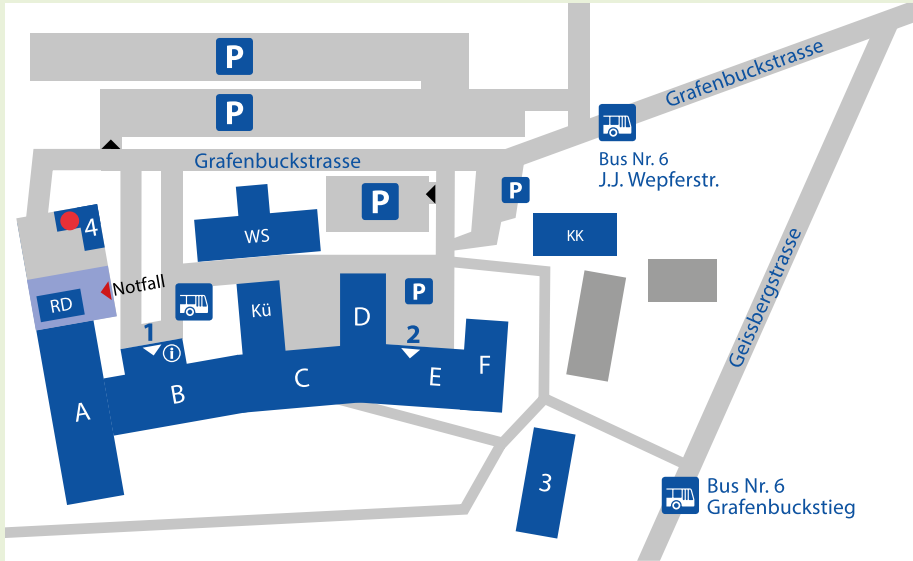 P
P
Grafenbuckstrasse
Bus Nr. 6
J.J. Wepferstr.
Grafenbuckstrasse
P
P
4
WS
KK
Notfall
RD
Kü
D
P
1
i
2
A
B
C
E
F
3
Geissbergstrasse
Bus Nr. 6
Grafenbuckstieg